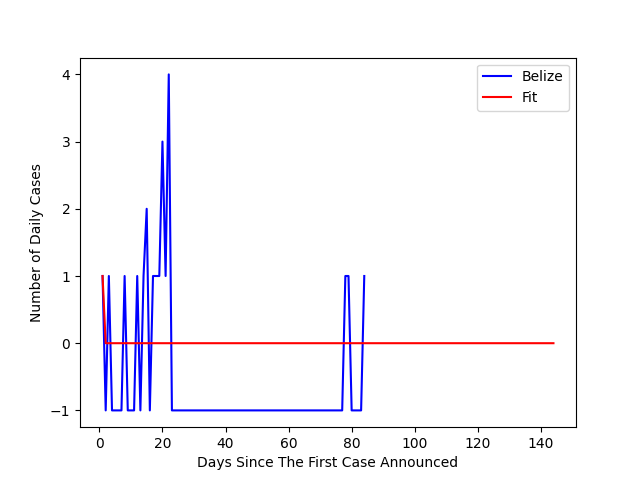 Belize
Fit
4
3
2
1
0
−1
Number of Daily Cases
0 20 40 60 80 100 120 140
Days Since The First Case Announced